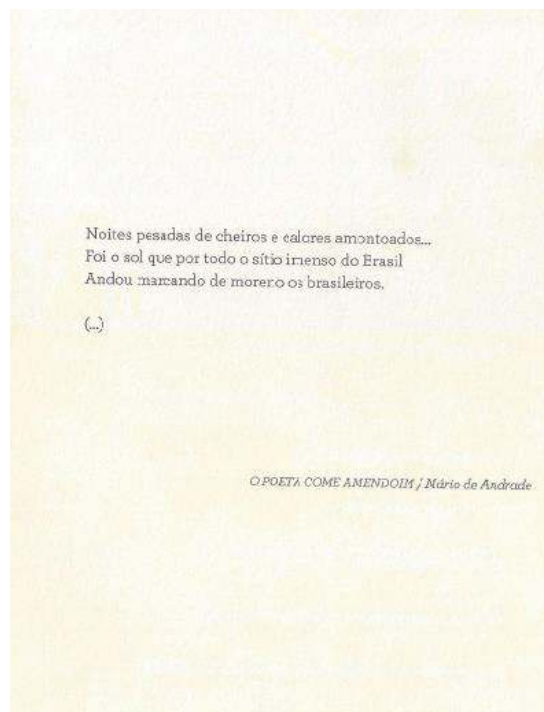 Noites pesadas de cheiros e calores amontoados...
Foi o sol que por todo o sítio imenso do Brasil
Andou marcando de moreno os brasileiros.
(...)
O POETA COME AMENDOIM / Mário de Andrade